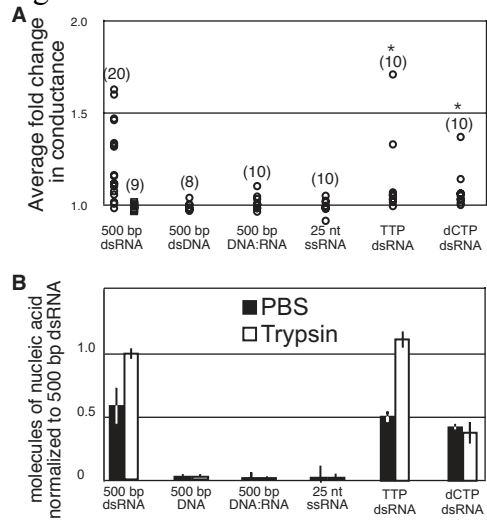 A
Average fold change
in conductance
2.0
1.5
1.0
(20)
(9)
(8)
(10)
(10)
*
(10)
*
(10)
500 bp
dsRNA
500 bp
dsDNA
500 bp
DNA:RNA
25 nt
ssRNA
TTP
dsRNA
dCTP
dsRNA
B
molecules of nucleic acid
normalized to 500 bp dsRNA
PBS
Trypsin
1.0
0.5
0
500 bp
dsRNA
500 bp
DNA
500 bp
DNA:RNA
25 nt
ssRNA
TTP
dsRNA
dCTP
dsRNA